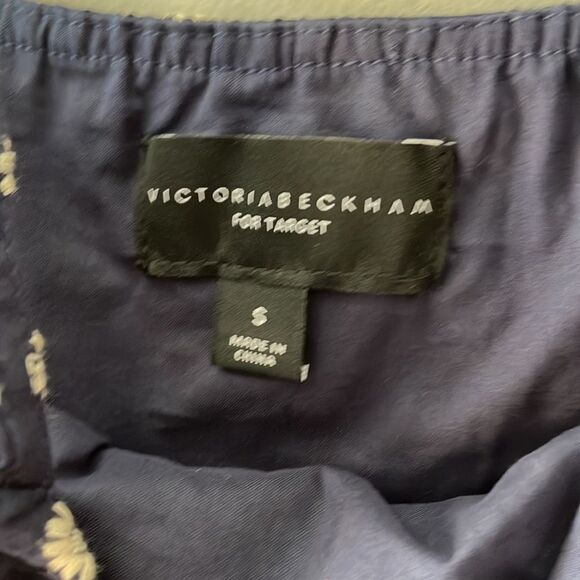 VICTORIABECKHAM
FOR TARGET
S
MADE IN
CHINA